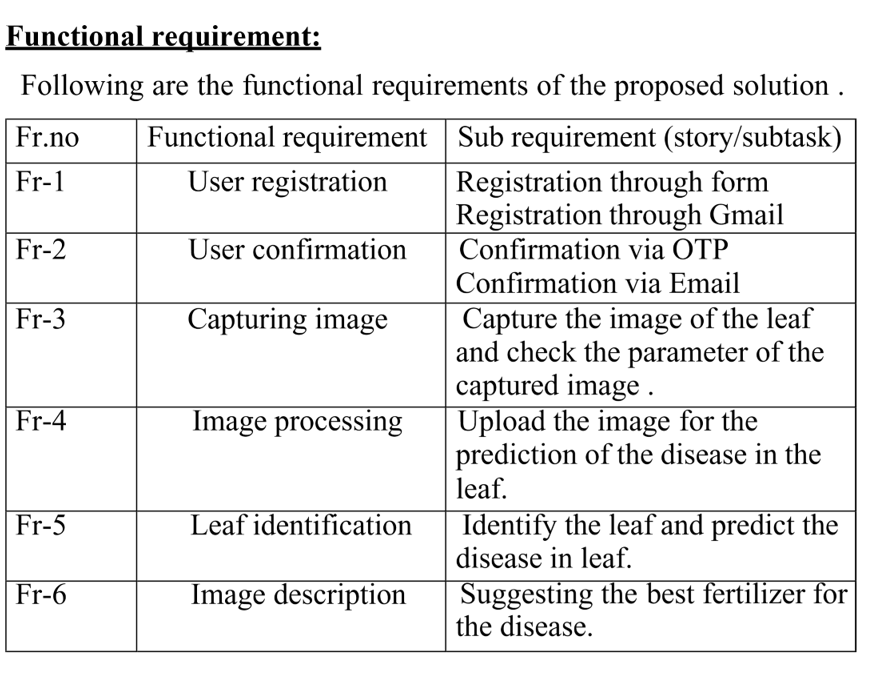 Functional requirement:
Following are the functional requirements of the proposed solution .
Fr.no Functional requirement Sub requirement (story/subtask)
Fr-1 User registration Registration through form
Registration through Gmail
Fr-2 User confirmation Confirmation via OTP
Confirmation via Email
Fr-3 Capturing image Capture the image of the leaf
and check the parameter of the
captured image .
Fr-4 Image processing Upload the image for the
prediction of the disease in the
leaf.
Fr-5 Leaf identification Identify the leaf and predict the
disease in leaf.
Fr-6 Image description Suggesting the best fertilizer for
the disease.